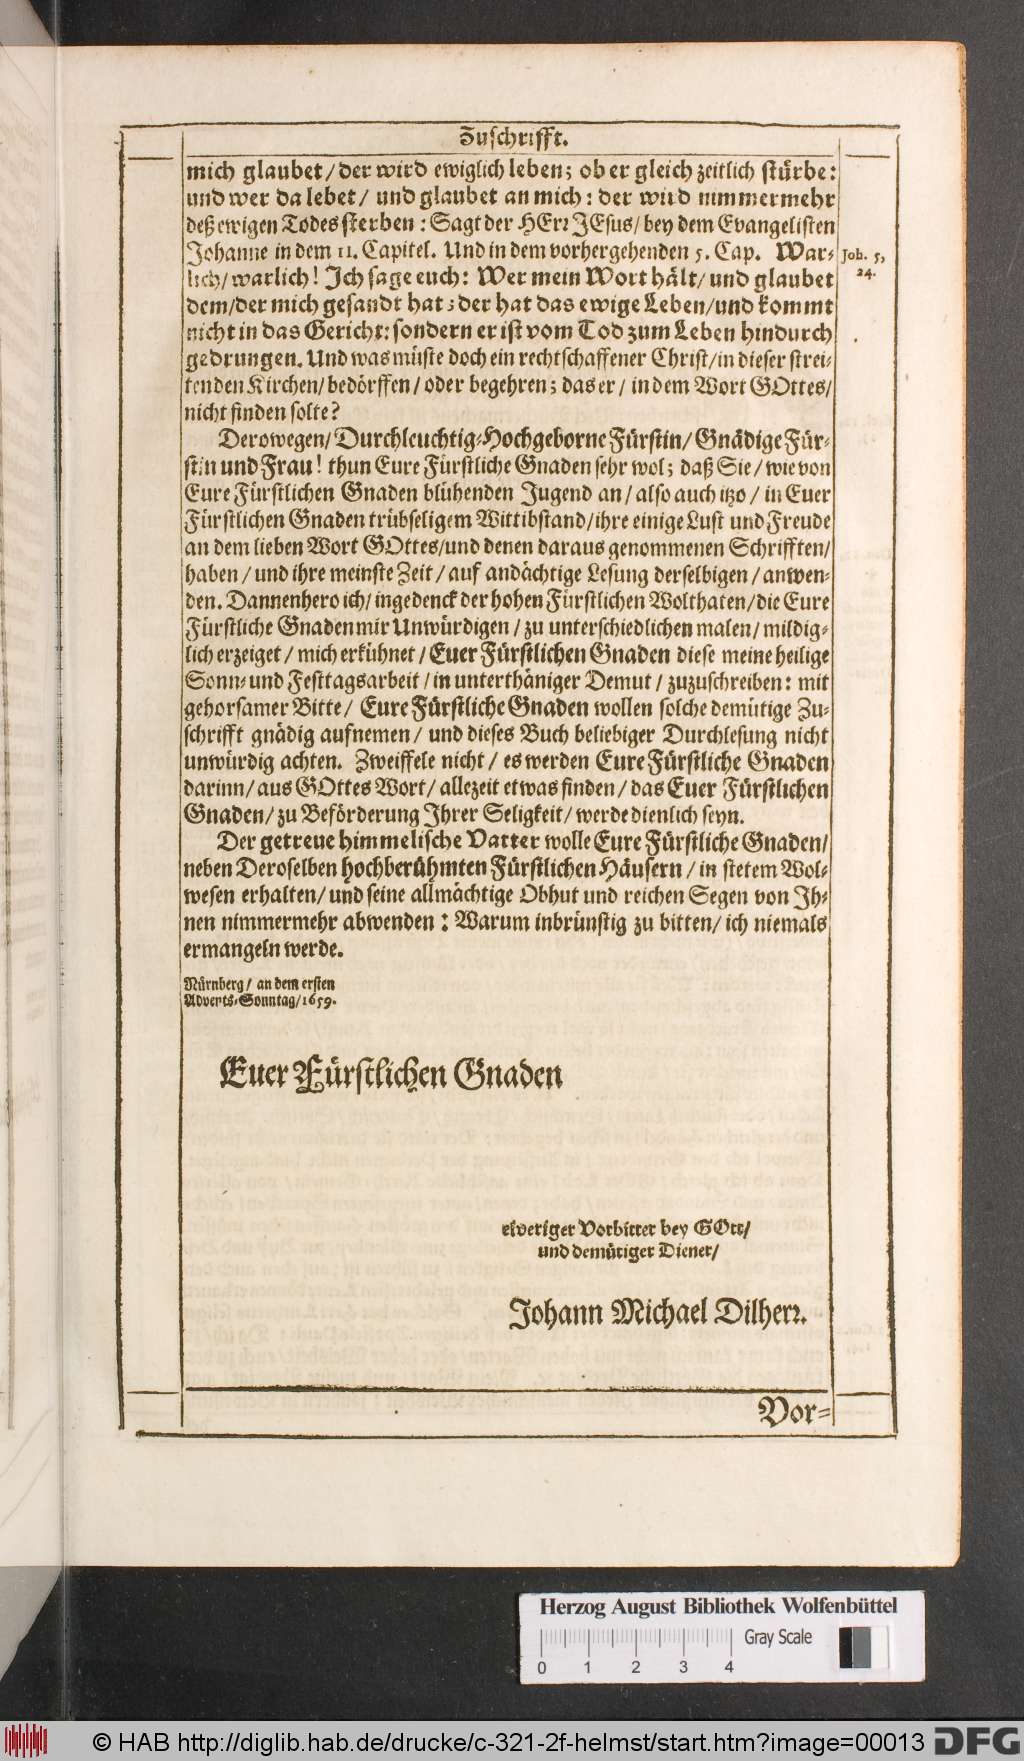 Zuschrifft.
mich glaubet / der wird ewiglich leben; ob er gleich zeitlich stürbe:
und wer da lebet / und glaubet an mich: der wird nimmermehr
deß ewigen Todes sterben: Sagt der HErꝛ JEsus / bey dem Evangelisten
Johanne in dem 11. Capitel. Und in dem vorhergehenden 5. Cap. War-
lich / warlich! Ich sage euch: Wer mein Wort hält / und glaubet
dem / der mich gesandt hat; der hat das ewige Leben / und kommt
nicht in das Gericht: sondern er ist vom Tod zum Leben hindurch
gedrungen. Und was müste doch ein rechtschaffener Christ / in dieser strei-
tenden Kirchen / bedörffen / oder begehren; das er / in dem Wort GOttes /
nicht finden solte?
Joh. 5,
24.
Derowegen / Durchleuchtig-Hochgeborne Fürstin / Gnädige Für-
stin und Frau! thun Eure Fürstliche Gnaden sehr wol; daß Sie / wie von
Eure Fürstlichen Gnaden blühenden Jugend an / also auch itzo / in Euer
Fürstlichen Gnaden trübseligem Wittibstand / ihre einige Lust und Freude
an dem lieben Wort GOttes / und denen daraus genommenen Schrifften /
haben / und ihre meinste Zeit / auf andächtige Lesung derselbigen / anwen-
den. Dannenhero ich / ingedenck der hohen Fürstlichen Wolthaten / die Eure
Fürstliche Gnaden mir Unwürdigen / zu unterschiedlichen malen / mildig-
lich erzeiget / mich erkühnet / Euer Fürstlichen Gnaden diese meine heilige
Sonn- und Festtagsarbeit / in unterthäniger Demut / zuzuschreiben: mit
gehorsamer Bitte / Eure Fürstliche Gnaden wollen solche demütige Zu-
schrifft gnädig aufnemen / und dieses Buch beliebiger Durchlesung nicht
unwürdig achten. Zweiffele nicht / es werden Eure Fürstliche Gnaden
darinn / aus GOttes Wort / allezeit etwas finden / das Euer Fürstlichen
Gnaden / zu Beförderung Ihrer Seligkeit / werde dienlich seyn.
Der getreue himmelische Vatter wolle Eure Fürstliche Gnaden /
neben Deroselben hochberühmten Fürstlichen Häusern / in stetem Wol-
wesen erhalten / und seine allmächtige Obhut und reichen Segen von Ih-
nen nimmermehr abwenden: Warum inbrünstig zu bitten / ich niemals
ermangeln werde.
Nürnberg / an dem ersten
Advents-Sonntag / 1659.
Euer Fürstlichen Gnaden
eiveriger Vorbitter bey GOtt /
und demütiger Diener /
Johann Michael Dilherꝛ.
Vor-
Herzog August Bibliothek Wolfenbüttel
Gray Scale
0 1 2 3 4
© HAB http://diglib.hab.de/drucke/c-321-2f-helmst/start.htm?image=00013
DFG